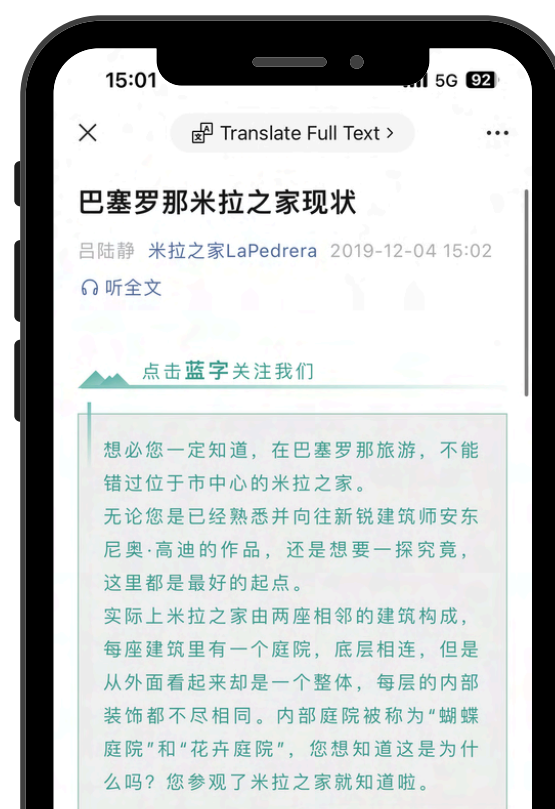 15:01 5G 92
Translate Full Text >
巴塞罗那米拉之家现状
吕陆静 米拉之家LaPedrera 2019-12-04 15:02
听全文
点击蓝字关注我们
想必您一定知道，在巴塞罗那旅游，不能
错过位于市中心的米拉之家。
无论您是已经熟悉并向往新锐建筑师安东
尼奥·高迪的作品，还是想要一探究竟，
这里都是最好的起点。
实际上米拉之家由两座相邻的建筑构成，
每座建筑里有一个庭院，底层相连，但是
从外面看起来却是一个整体，每层的内部
装饰都不尽相同。内部庭院被称为“蝴蝶
庭院”和“花卉庭院”，您想知道这是为什
么吗？您参观了米拉之家就知道啦。